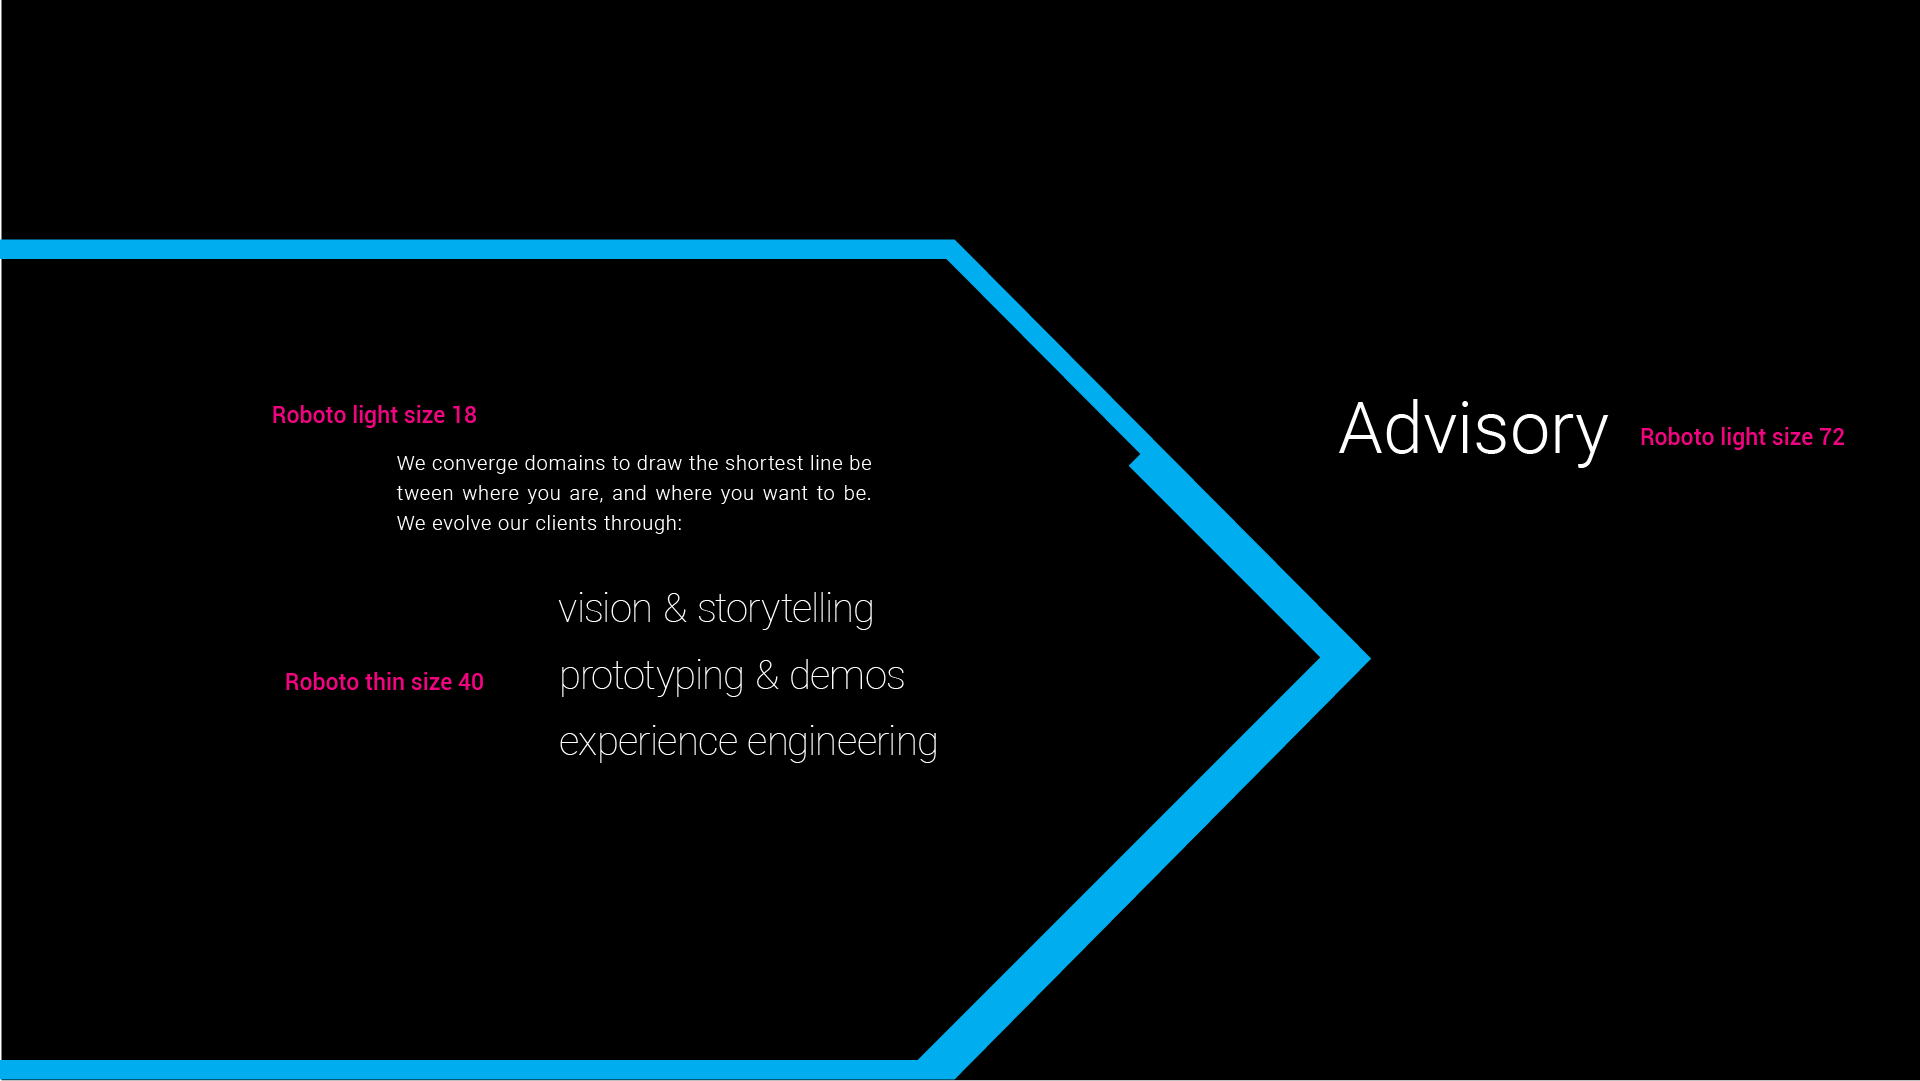 Roboto light size 18
We converge domains to draw the shortest line be
tween where you are, and where you want to be.
We evolve our clients through:
vision & storytelling
Roboto thin size 40
prototyping & demos
experience engineering
Advisory
Roboto light size 72